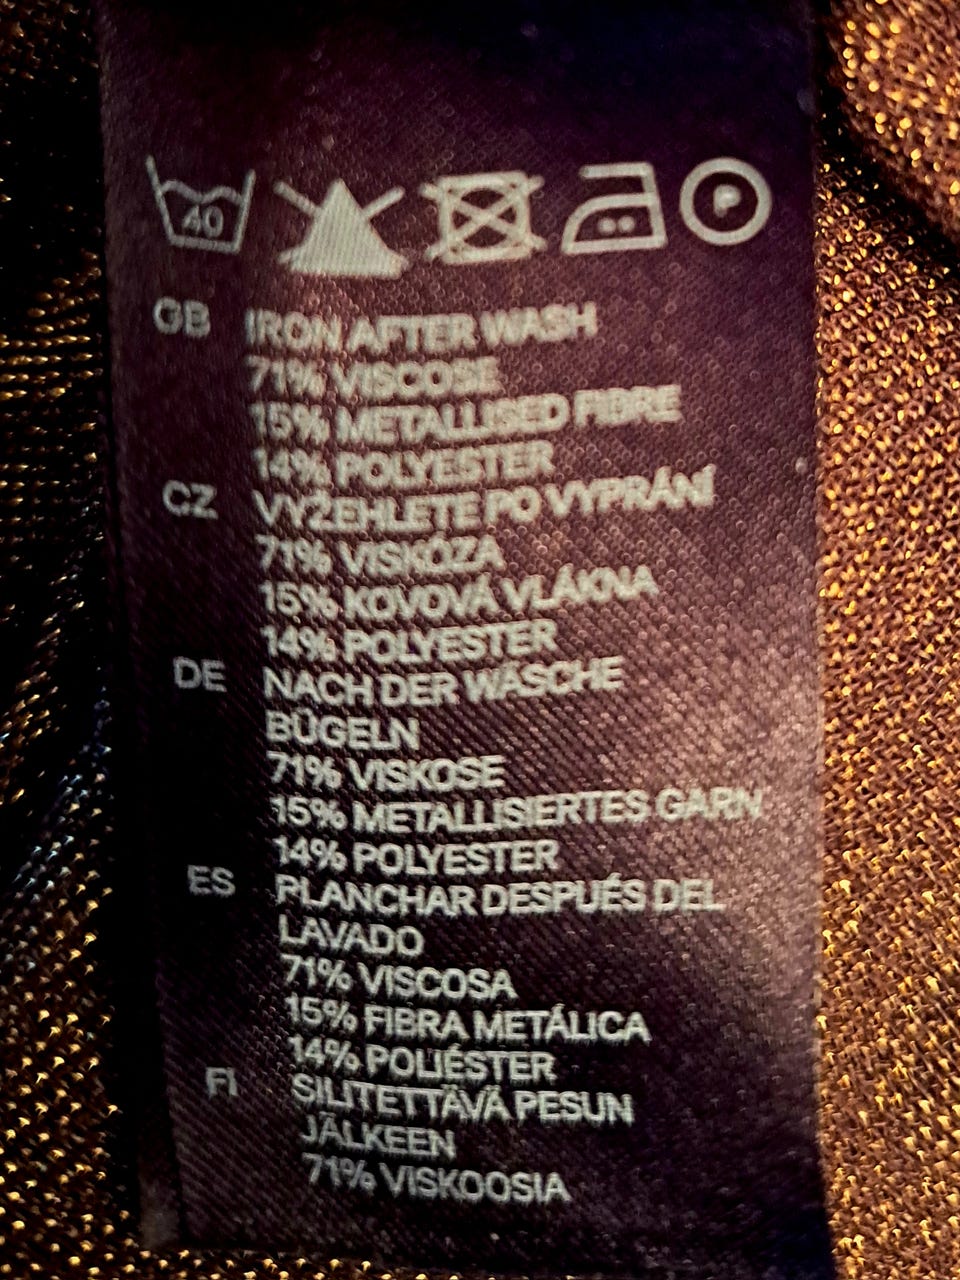 40
P
GB IRON AFTER WASH
71% VISCOSE
15% METALLISED FIBRE
14% POLYESTER
CZ VYŽEHLETE PO VYPRÁNÍ
71% VISKÓZA
15% KOVOVÁ VLÁKNA
14% POLYESTER
DE NACH DER WÄSCHE
BÜGELN
71% VISKOSE
15% METALLISIERTES GARN
14% POLYESTER
ES PLANCHAR DESPUÉS DEL
LAVADO
71% VISCOSA
15% FIBRA METÁLICA
14% POLIÉSTER
FI SILITETTÄVÄ PESUN
JÄLKEEN
71% VISKOOSIA